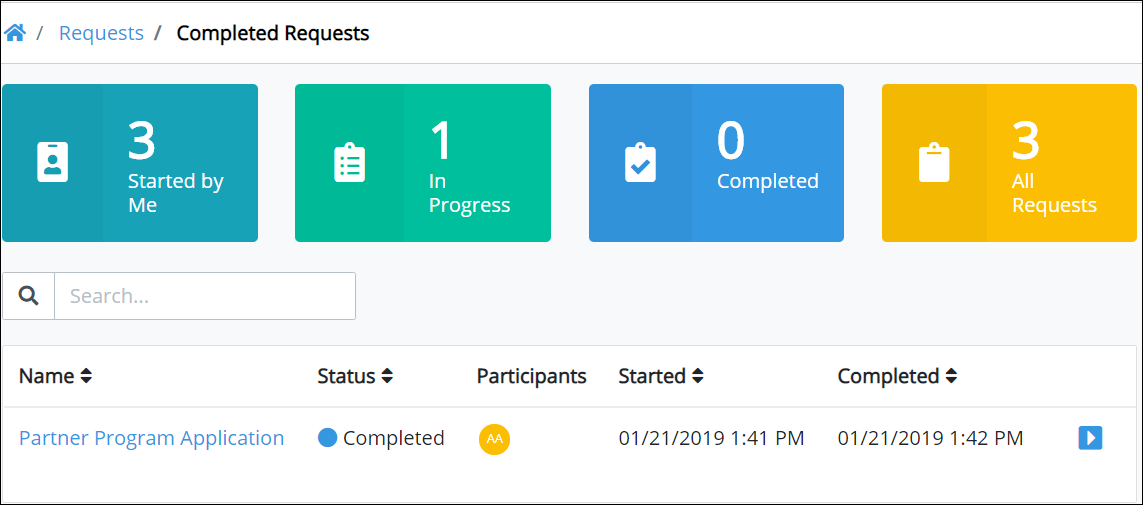 / Requests / Completed Requests
3
Started by
Me
1
In
Progress
0
Completed
3
All
Requests
Search...
Name Status Participants Started Completed
Partner Program Application Completed AA 01/21/2019 1:41 PM 01/21/2019 1:42 PM